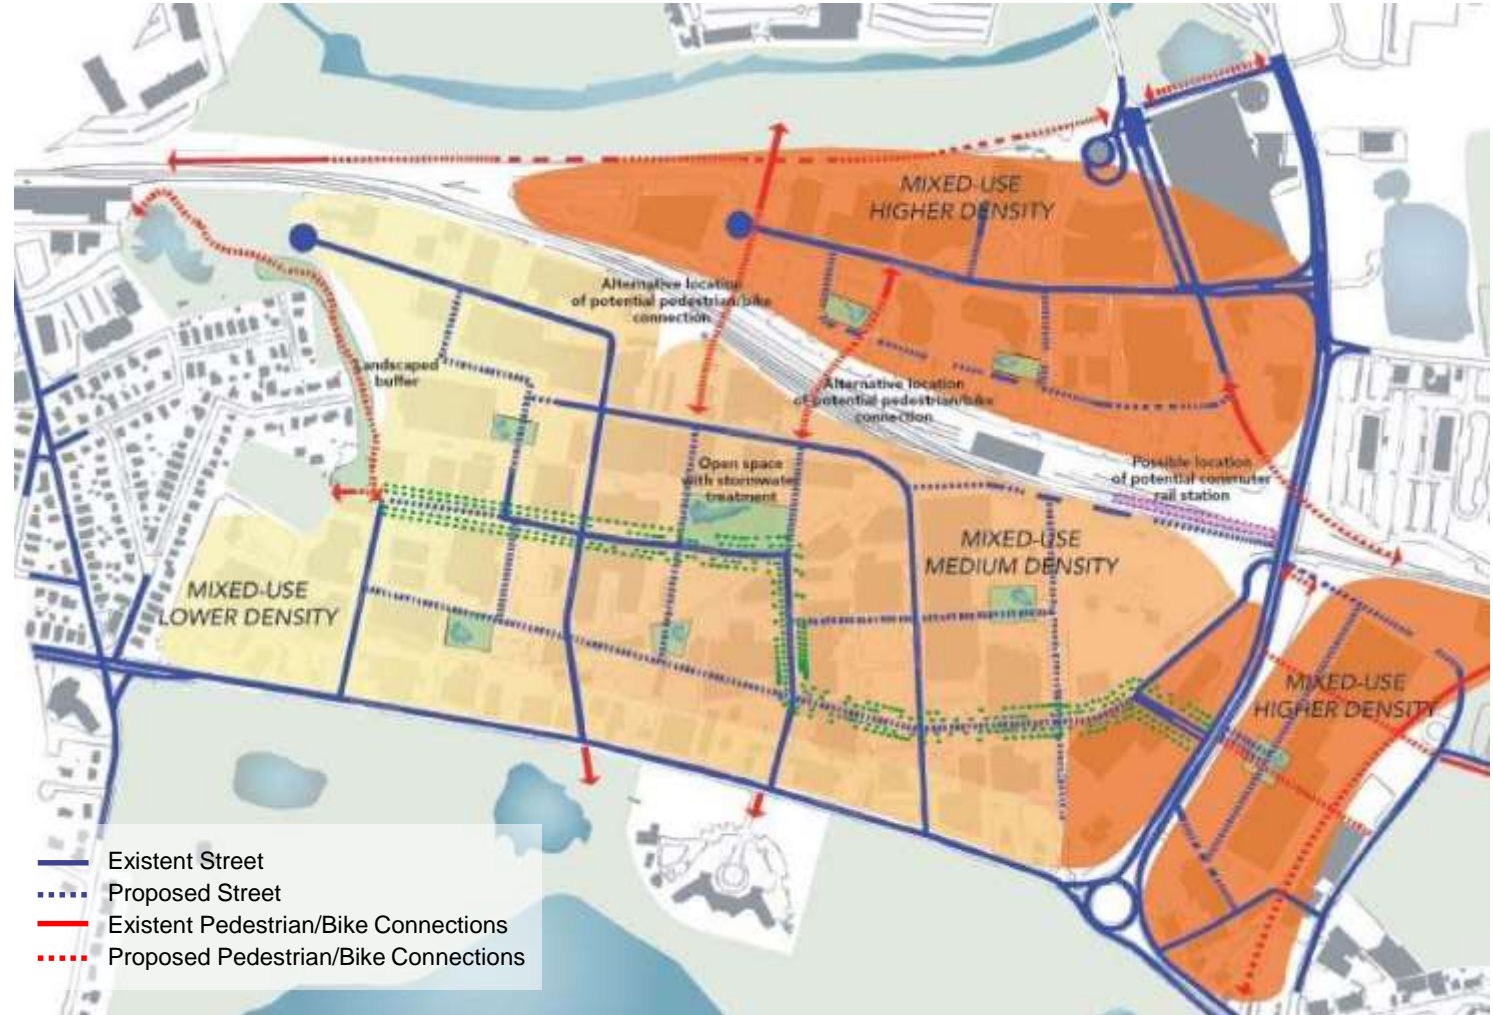 MIXED-USE
HIGHER DENSITY
Alternative location
of potential pedestrian/bike
connection
Landscaped
buffer
Alternative location
of potential pedestrian/bike
connection
Open space
with stormwater
treatment
Possible location
of potential commuter
rail station
MIXED-USE
MEDIUM DENSITY
MIXED-USE
LOWER DENSITY
MIXED-USE
HIGHER DENSITY
Existent Street
Proposed Street
Existent Pedestrian/Bike Connections
Proposed Pedestrian/Bike Connections